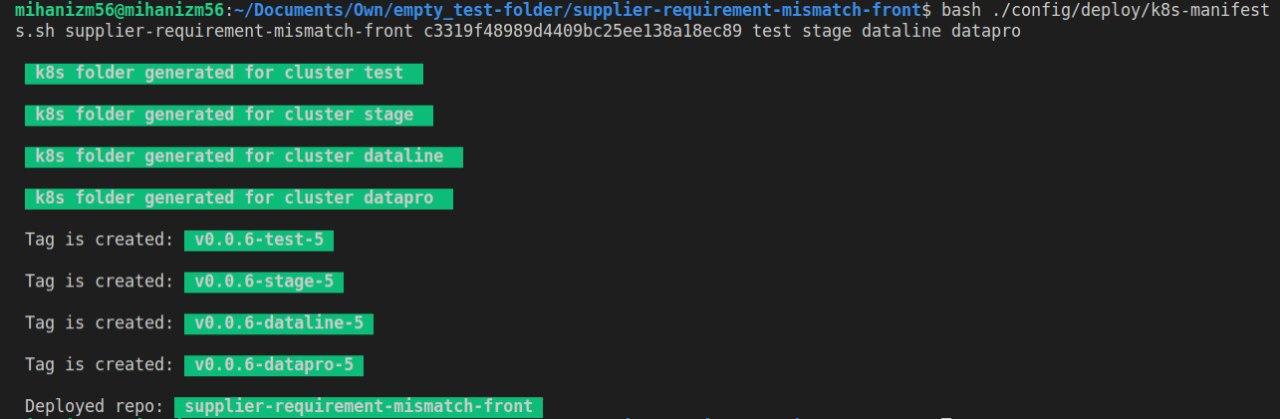 mihanizm56@mihanizm56:~/Documents/Own/empty_test-folder/supplier-requirement-mismatch-front$ bash ./config/deploy/k8s-manifest
s.sh supplier-requirement-mismatch-front c3319f48989d4409bc25ee138a18ec89 test stage dataline datapro
k8s folder generated for cluster test
k8s folder generated for cluster stage
k8s folder generated for cluster dataline
k8s folder generated for cluster datapro
Tag is created: v0.0.6-test-5
Tag is created: v0.0.6-stage-5
Tag is created: v0.0.6-dataline-5
Tag is created: v0.0.6-datapro-5
Deployed repo: supplier-requirement-mismatch-front